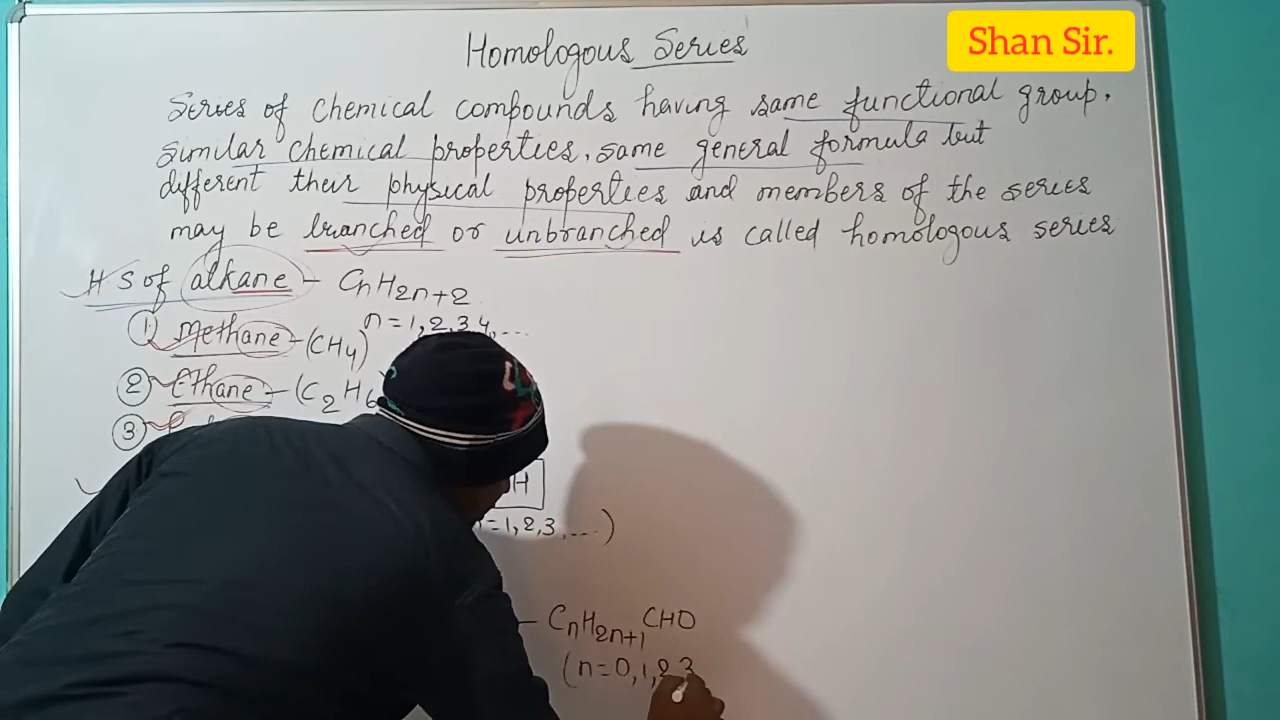 Homologous Series
Shan Sir.
Series of chemical compounds having same functional group,
similar chemical properties, same general formula but
different their physical properties and members of the series
may be branched or unbranched is called homologous series
H S of alkane - CnH2n+2
n = 1, 2, 3 4, ...
① Methane - (CH4)
② Ethane - (C2H6
③
H
= 1, 2, 3, ...)
- CnH2n+1CHO
(n = 0, 1, 2, 3